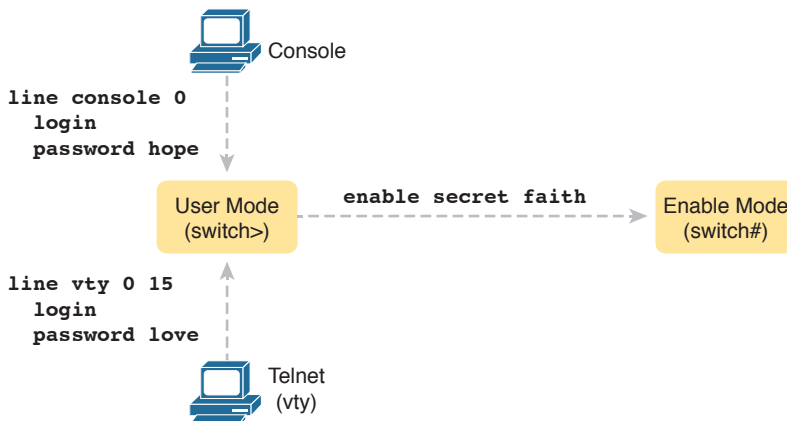 Console
line console 0
login
password hope
User Mode
(switch>)
enable secret faith
Enable Mode
(switch#)
line vty 0 15
login
password love
Telnet
(vty)